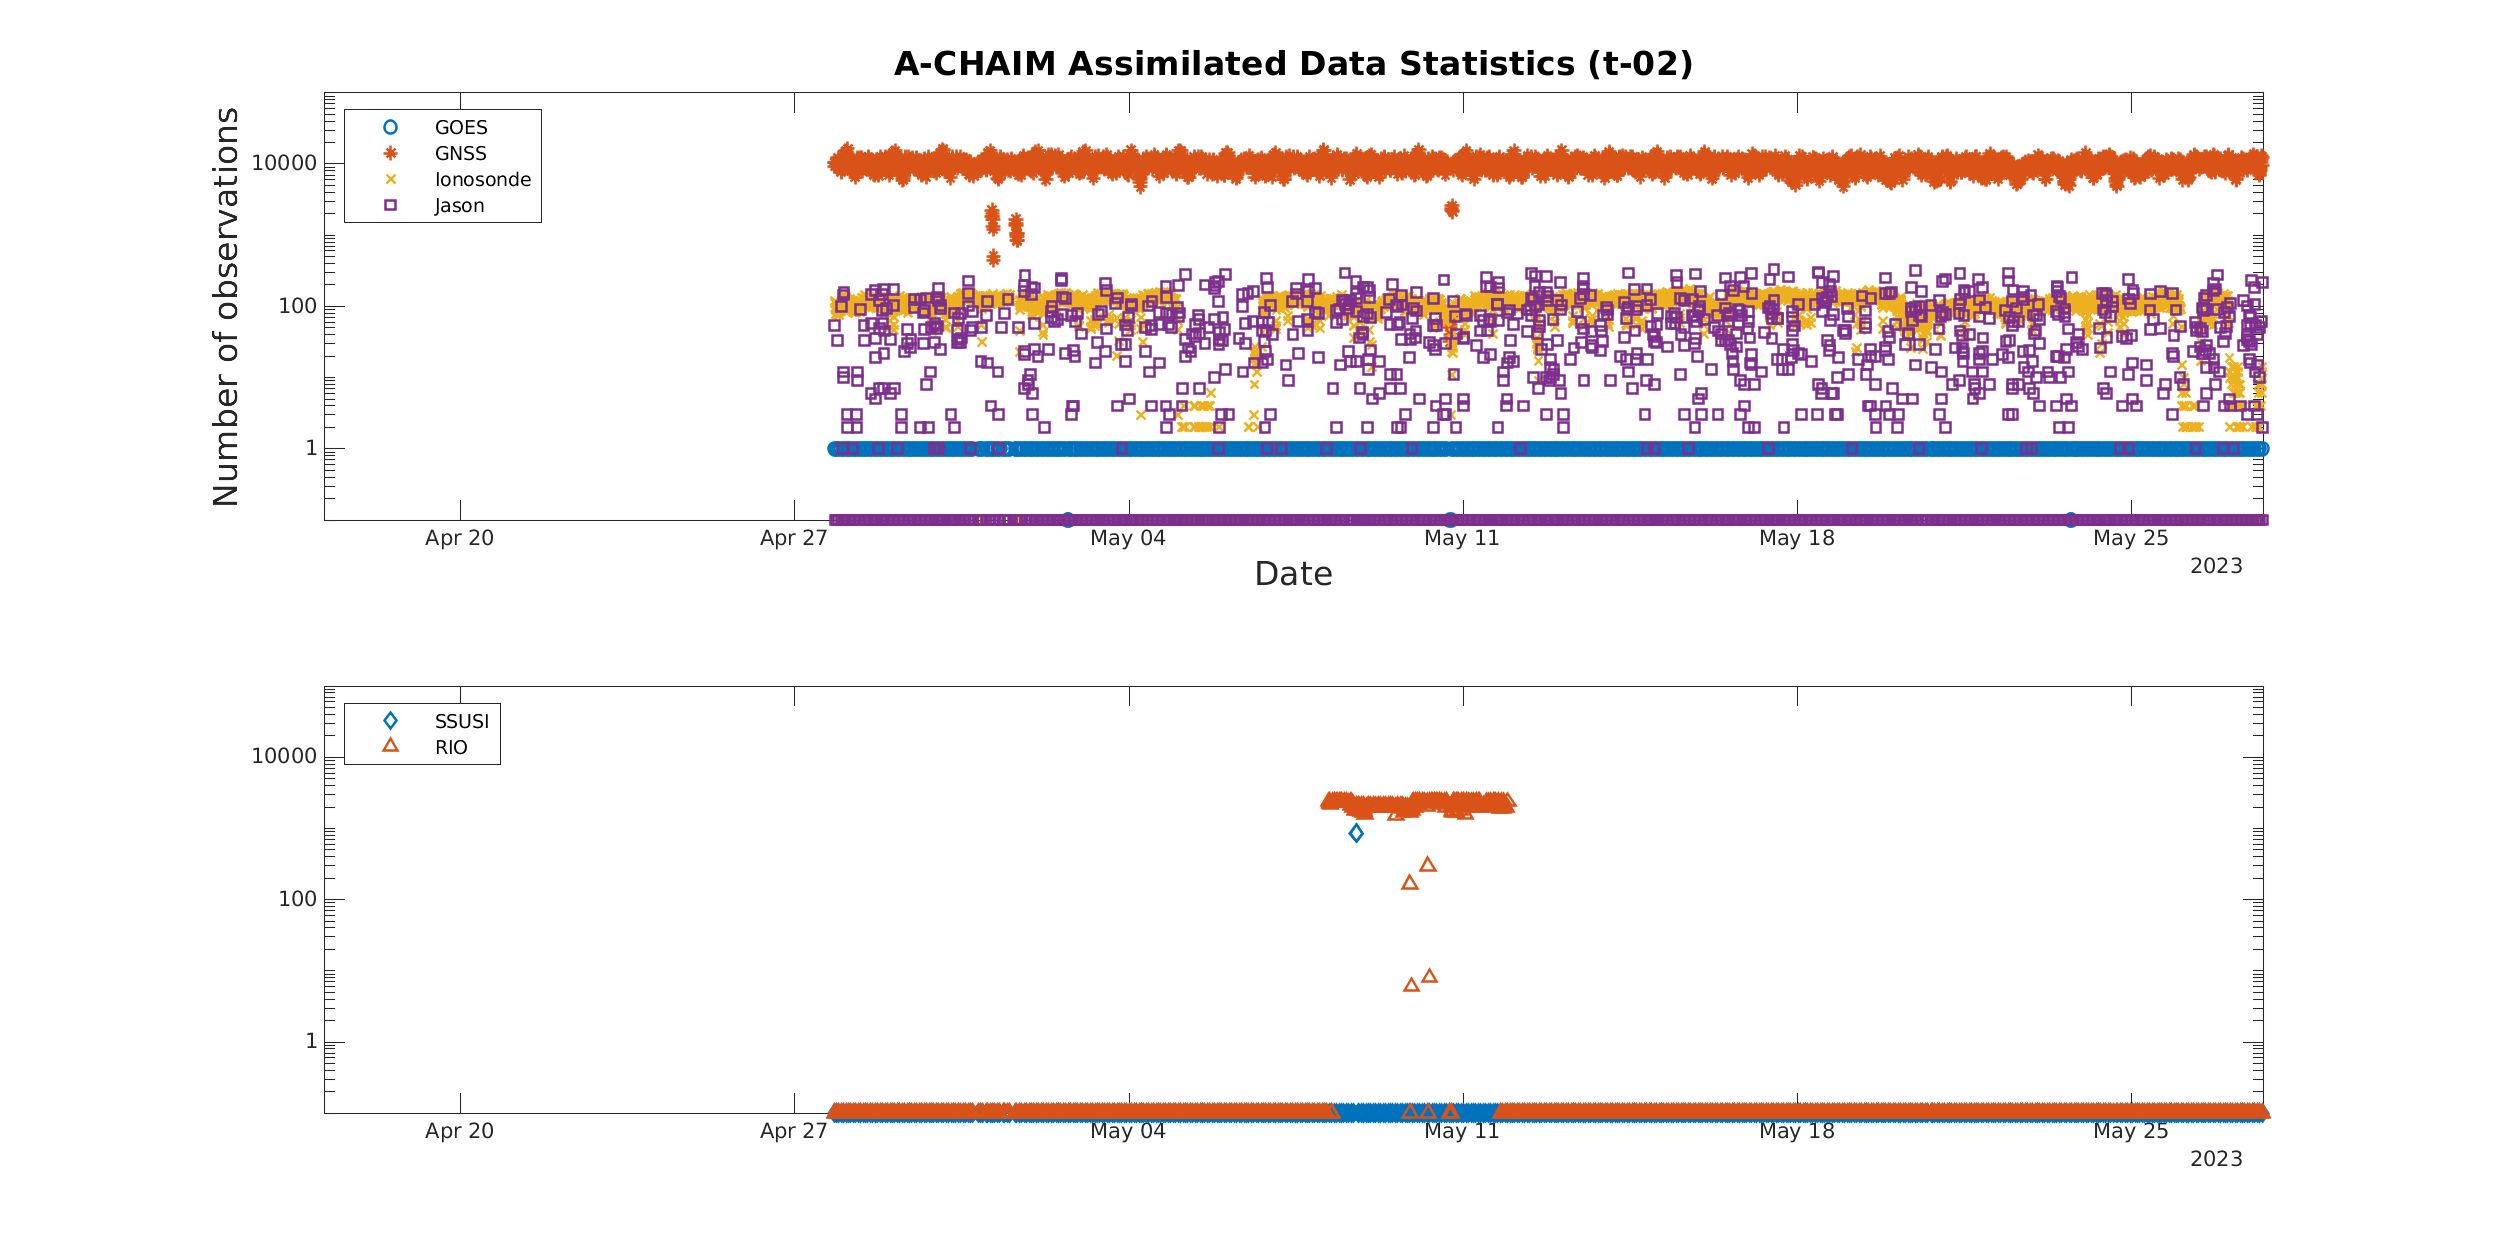 A-CHAIM Assimilated Data Statistics (t-02)
Number of observations
10000
100
1
GOES
GNSS
Ionosonde
Jason
Apr 20
Apr 27
May 04
May 11
May 18
May 25
2023
Date
10000
100
1
SSUSI
RIO
Apr 20
Apr 27
May 04
May 11
May 18
May 25
2023